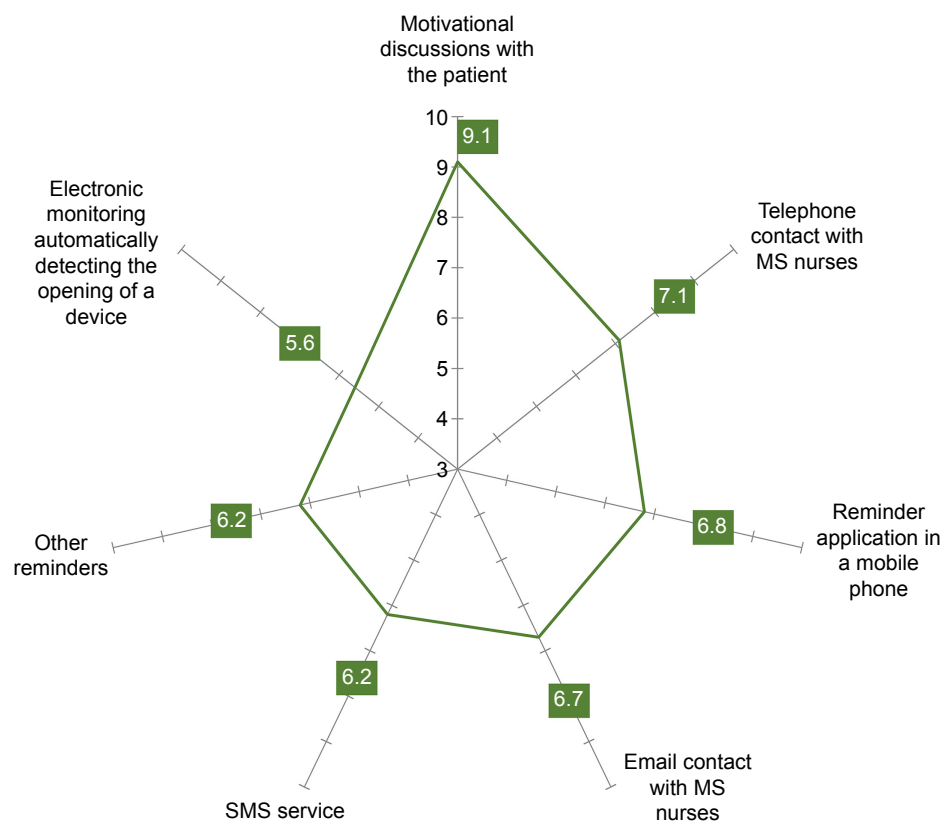 Motivational
discussions with
the patient
10
9.1
9
8
7
6
5
4
3
Telephone
contact with
MS nurses
7.1
Reminder
application in
a mobile
phone
6.8
Email contact
with MS
nurses
6.7
SMS service
6.2
Other
reminders
6.2
Electronic
monitoring
automatically
detecting the
opening of a
device
5.6